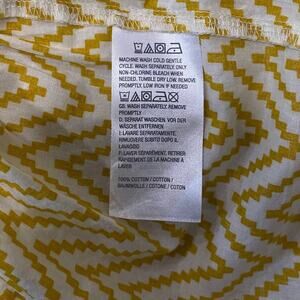 MACHINE WASH COLD GENTLE
CYCLE. WASH SEPARATELY ONLY
NON-CHLORINE BLEACH WHEN
NEEDED. TUMBLE DRY LOW. REMOVE
PROMPTLY. LOW IRON IF NEEDED
GB: WASH SEPARATELY. REMOVE
PROMPTLY
D: SEPARAT WASCHEN. VOR DER
WÄSCHE ENTFERNEN
I: LAVARE SEPARATAMENTE.
RIMUOVERE SUBITO DOPO IL
LAVAGGIO
F: LAVER SEPAREMENT. RETIRER
RAPIDEMENT DE LA MACHINE A
LAVER
100% COTTON / COTTON /
BAUMWOLLE / COTONE / COTON